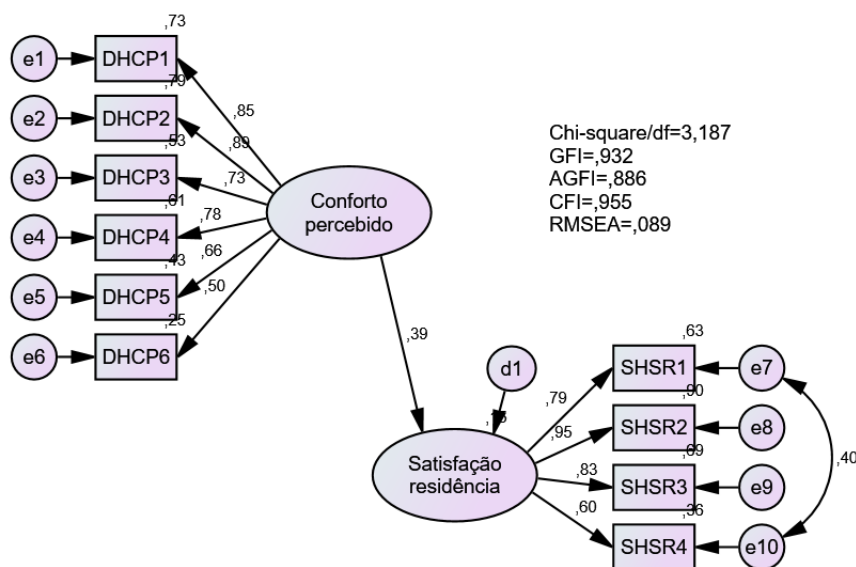 ,73
e1
DHCP1
,79
e2
DHCP2
,53
e3
DHCP3
,61
e4
DHCP4
,43
e5
DHCP5
,25
e6
DHCP6
,85
,89
,73
,78
,66
,50
Conforto
percebido
Chi-square/df=3,187
GFI=,932
AGFI=,886
CFI=,955
RMSEA=,089
,39
d1
Satisfação
residência
,79
,95
,83
,60
,63
SHSR1
e7
,90
SHSR2
e8
,69
SHSR3
e9
,36
SHSR4
e10
,40